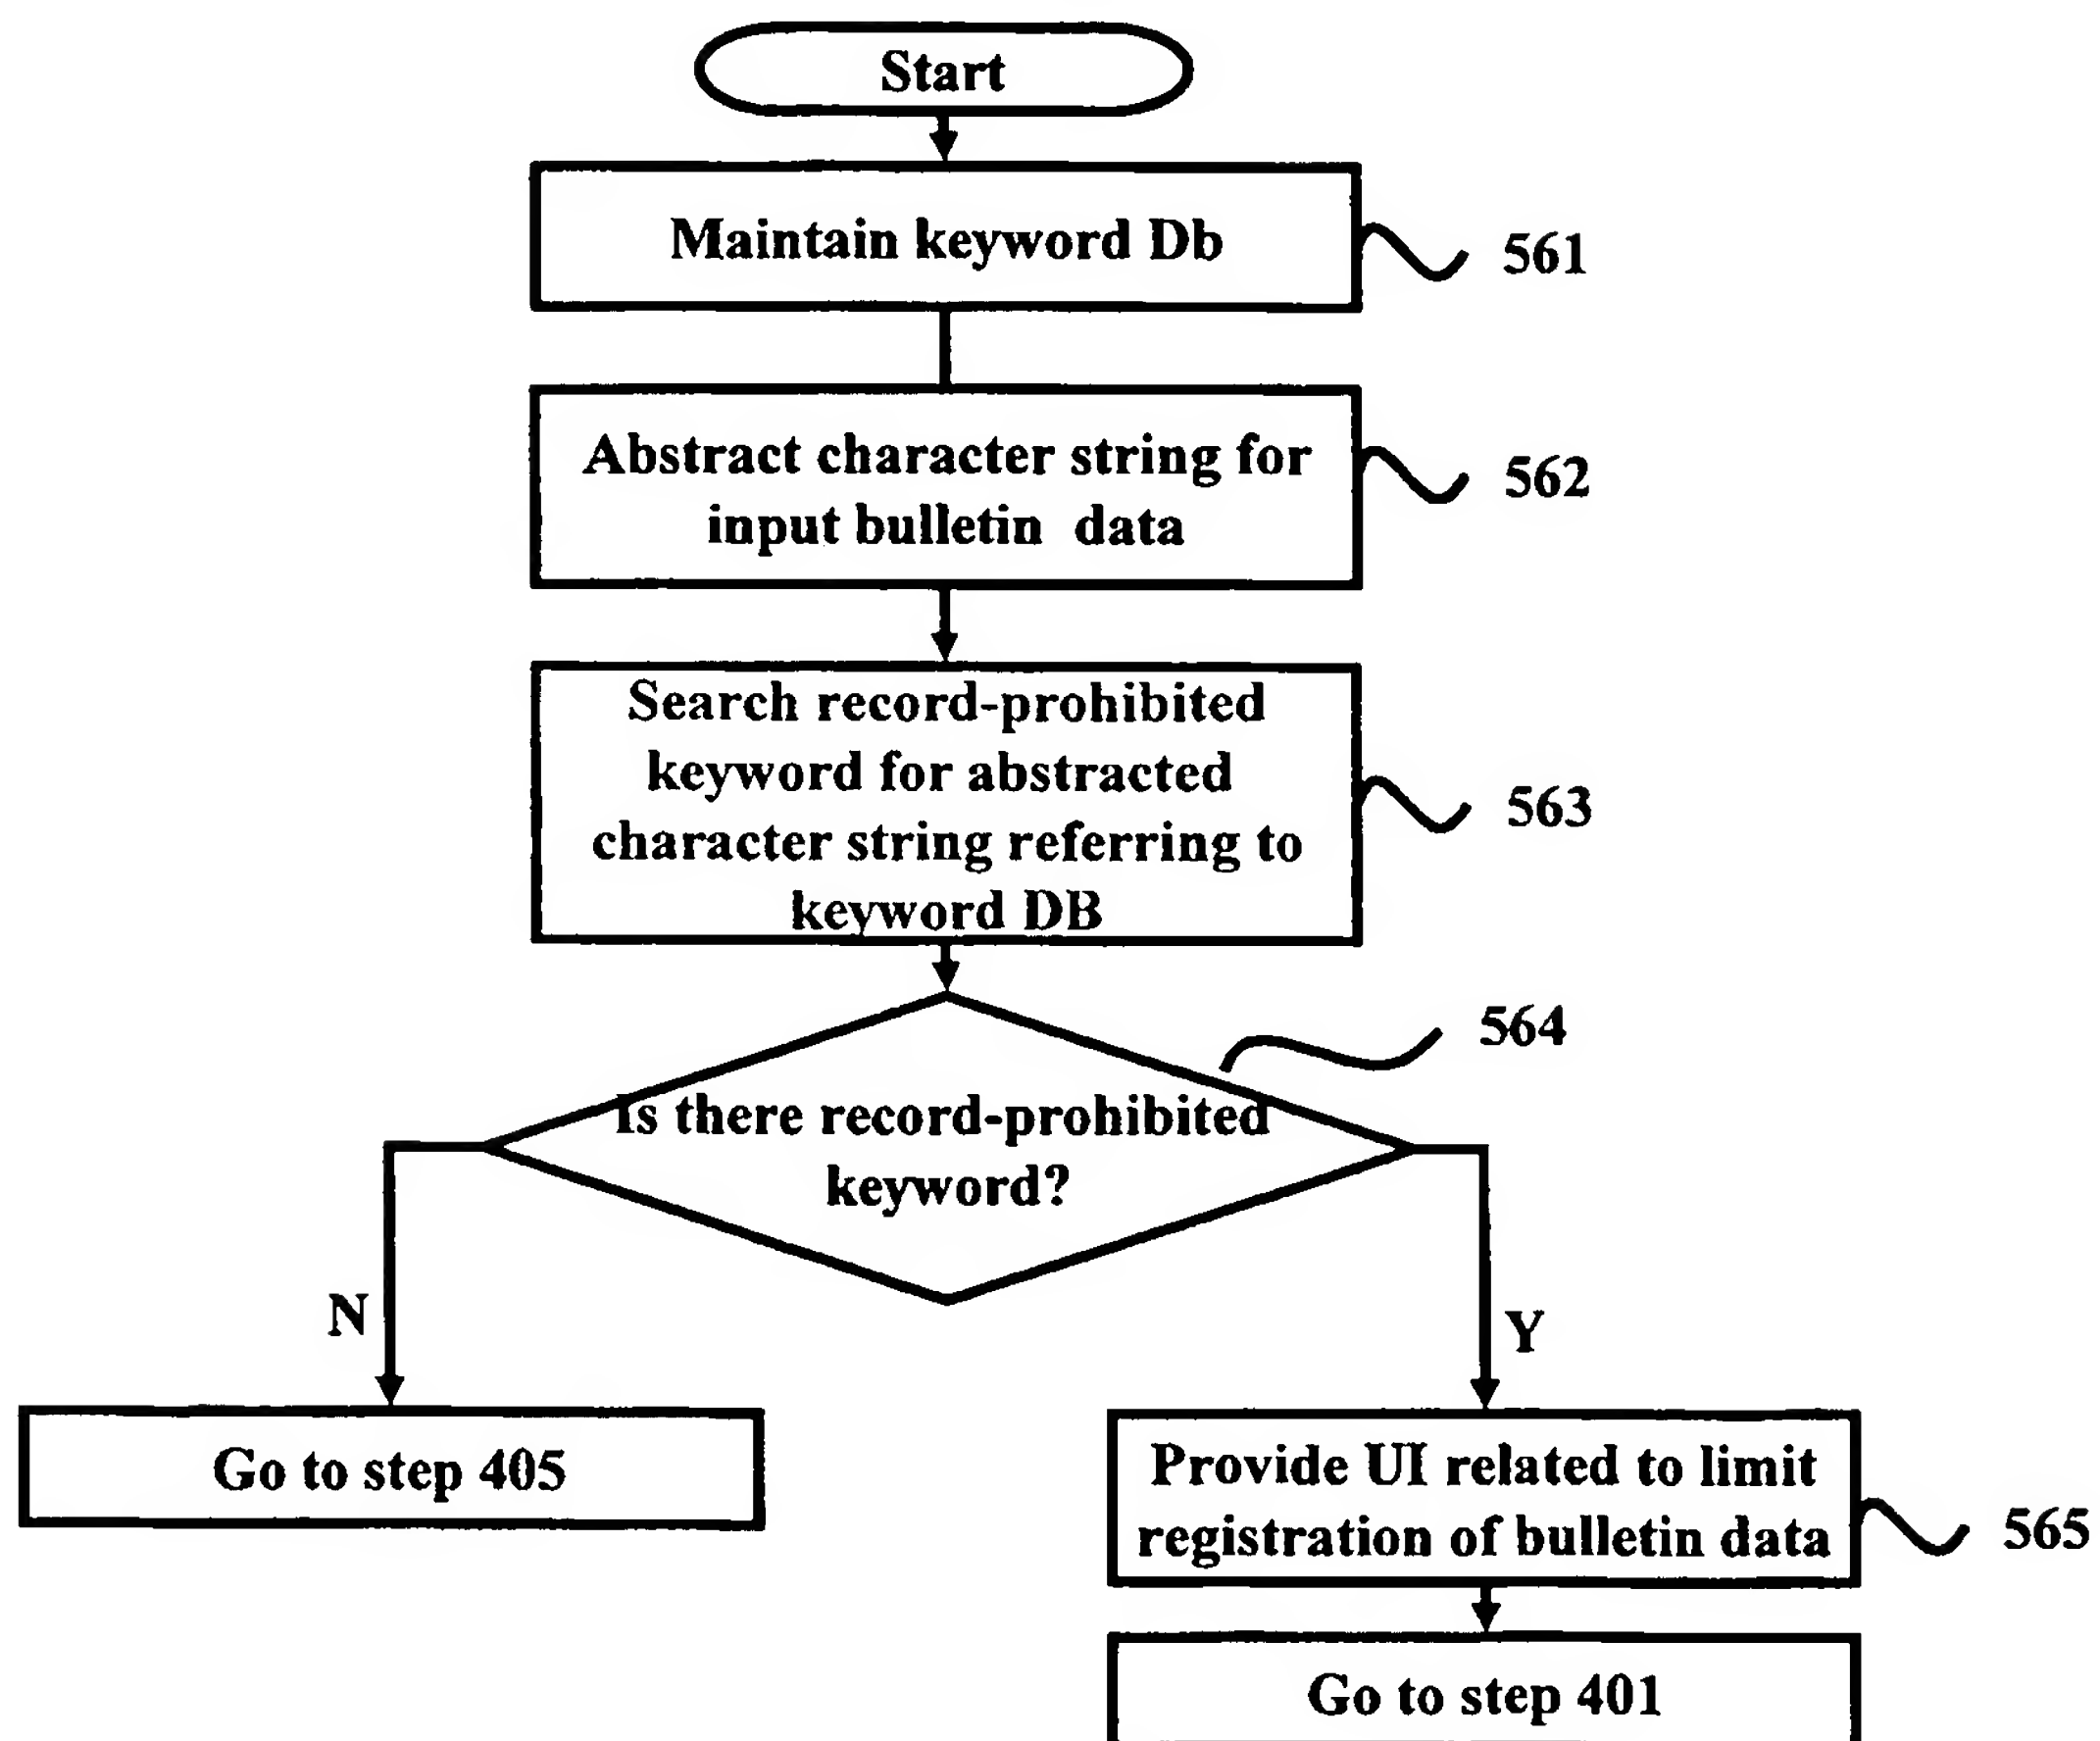 Start
Maintain keyword Db
561
Abstract character string for
input bulletin data
562
Search record-prohibited
keyword for abstracted
character string referring to
keyword DB
563
564
Is there record-prohibited
keyword?
N
Y
Go to step 405
Provide UI related to limit
registration of bulletin data
565
Go to step 401